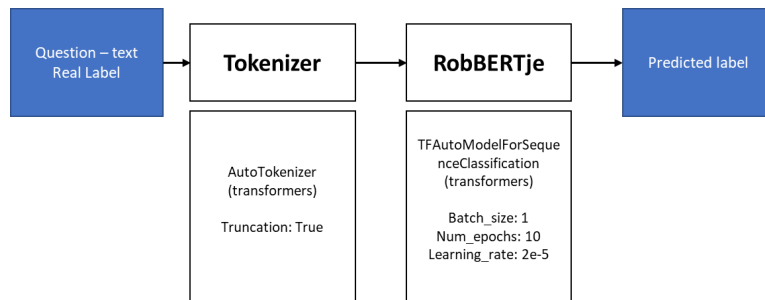 Question – text
Real Label
Tokenizer
RobBERTje
Predicted label
AutoTokenizer
(transformers)
Truncation: True
TFAutoModelForSeque
nceClassification
(transformers)
Batch_size: 1
Num_epochs: 10
Learning_rate: 2e-5